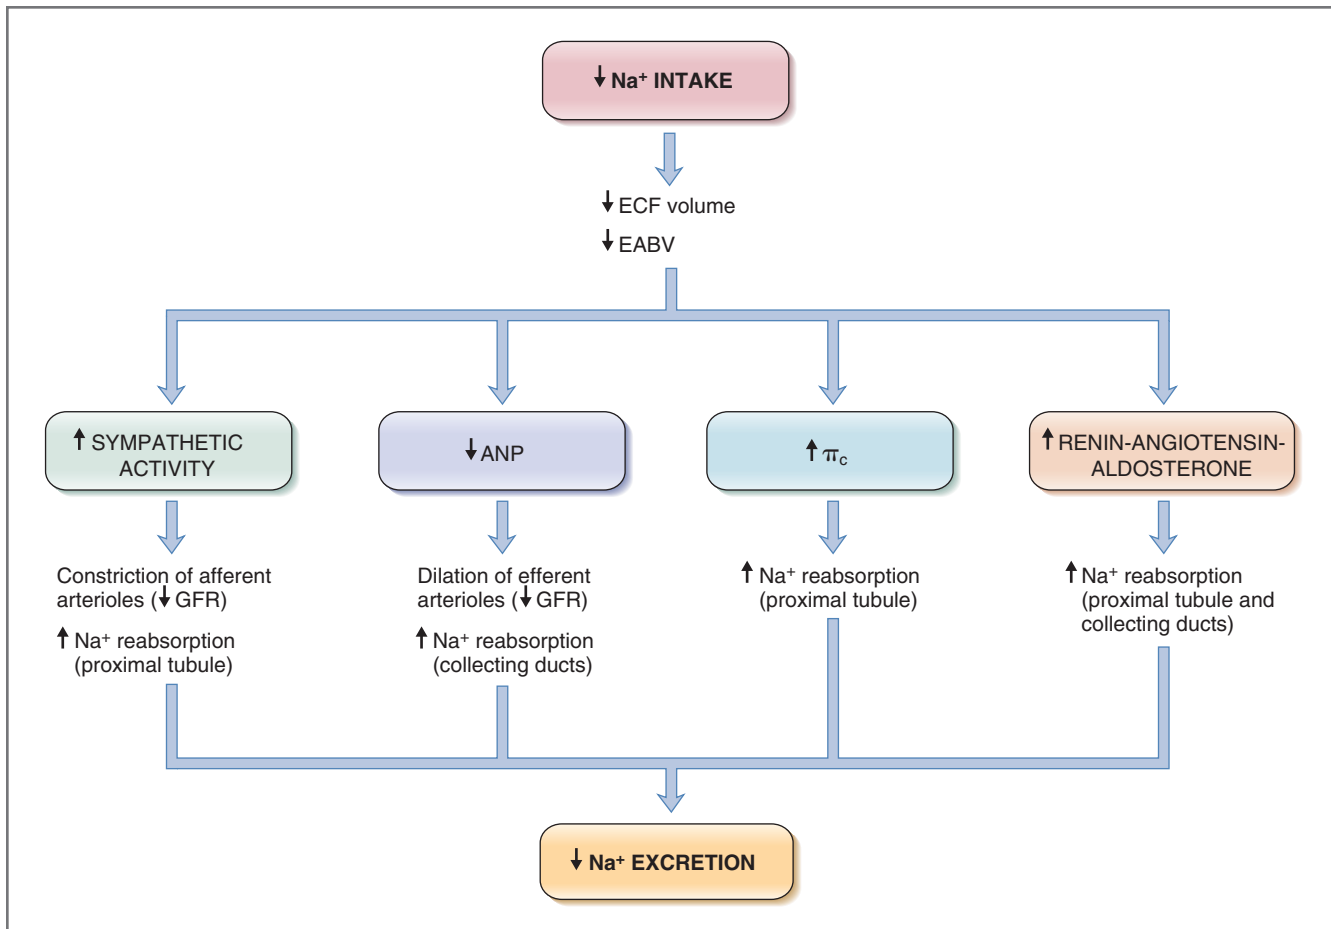 ↓ Na⁺ INTAKE
↓ ECF volume
↓ EABV
↑ SYMPATHETIC
ACTIVITY
↓ ANP
↑ πc
↑ RENIN-ANGIOTENSIN-
ALDOSTERONE
Constriction of afferent
arterioles (↓ GFR)
↑ Na⁺ reabsorption
(proximal tubule)
Dilation of efferent
arterioles (↓ GFR)
↑ Na⁺ reabsorption
(collecting ducts)
↑ Na⁺ reabsorption
(proximal tubule)
↑ Na⁺ reabsorption
(proximal tubule and
collecting ducts)
↓ Na⁺ EXCRETION